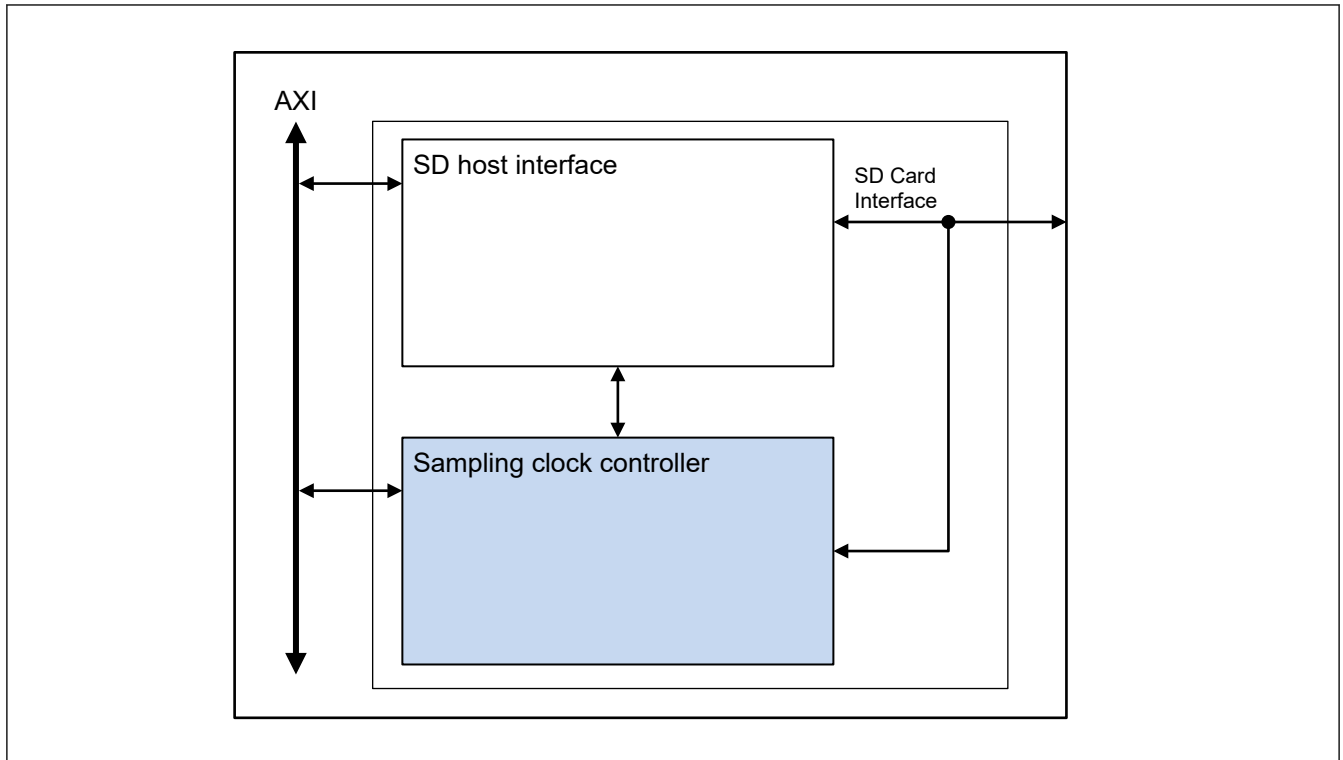 AXI
SD host interface
SD Card
Interface
Sampling clock controller